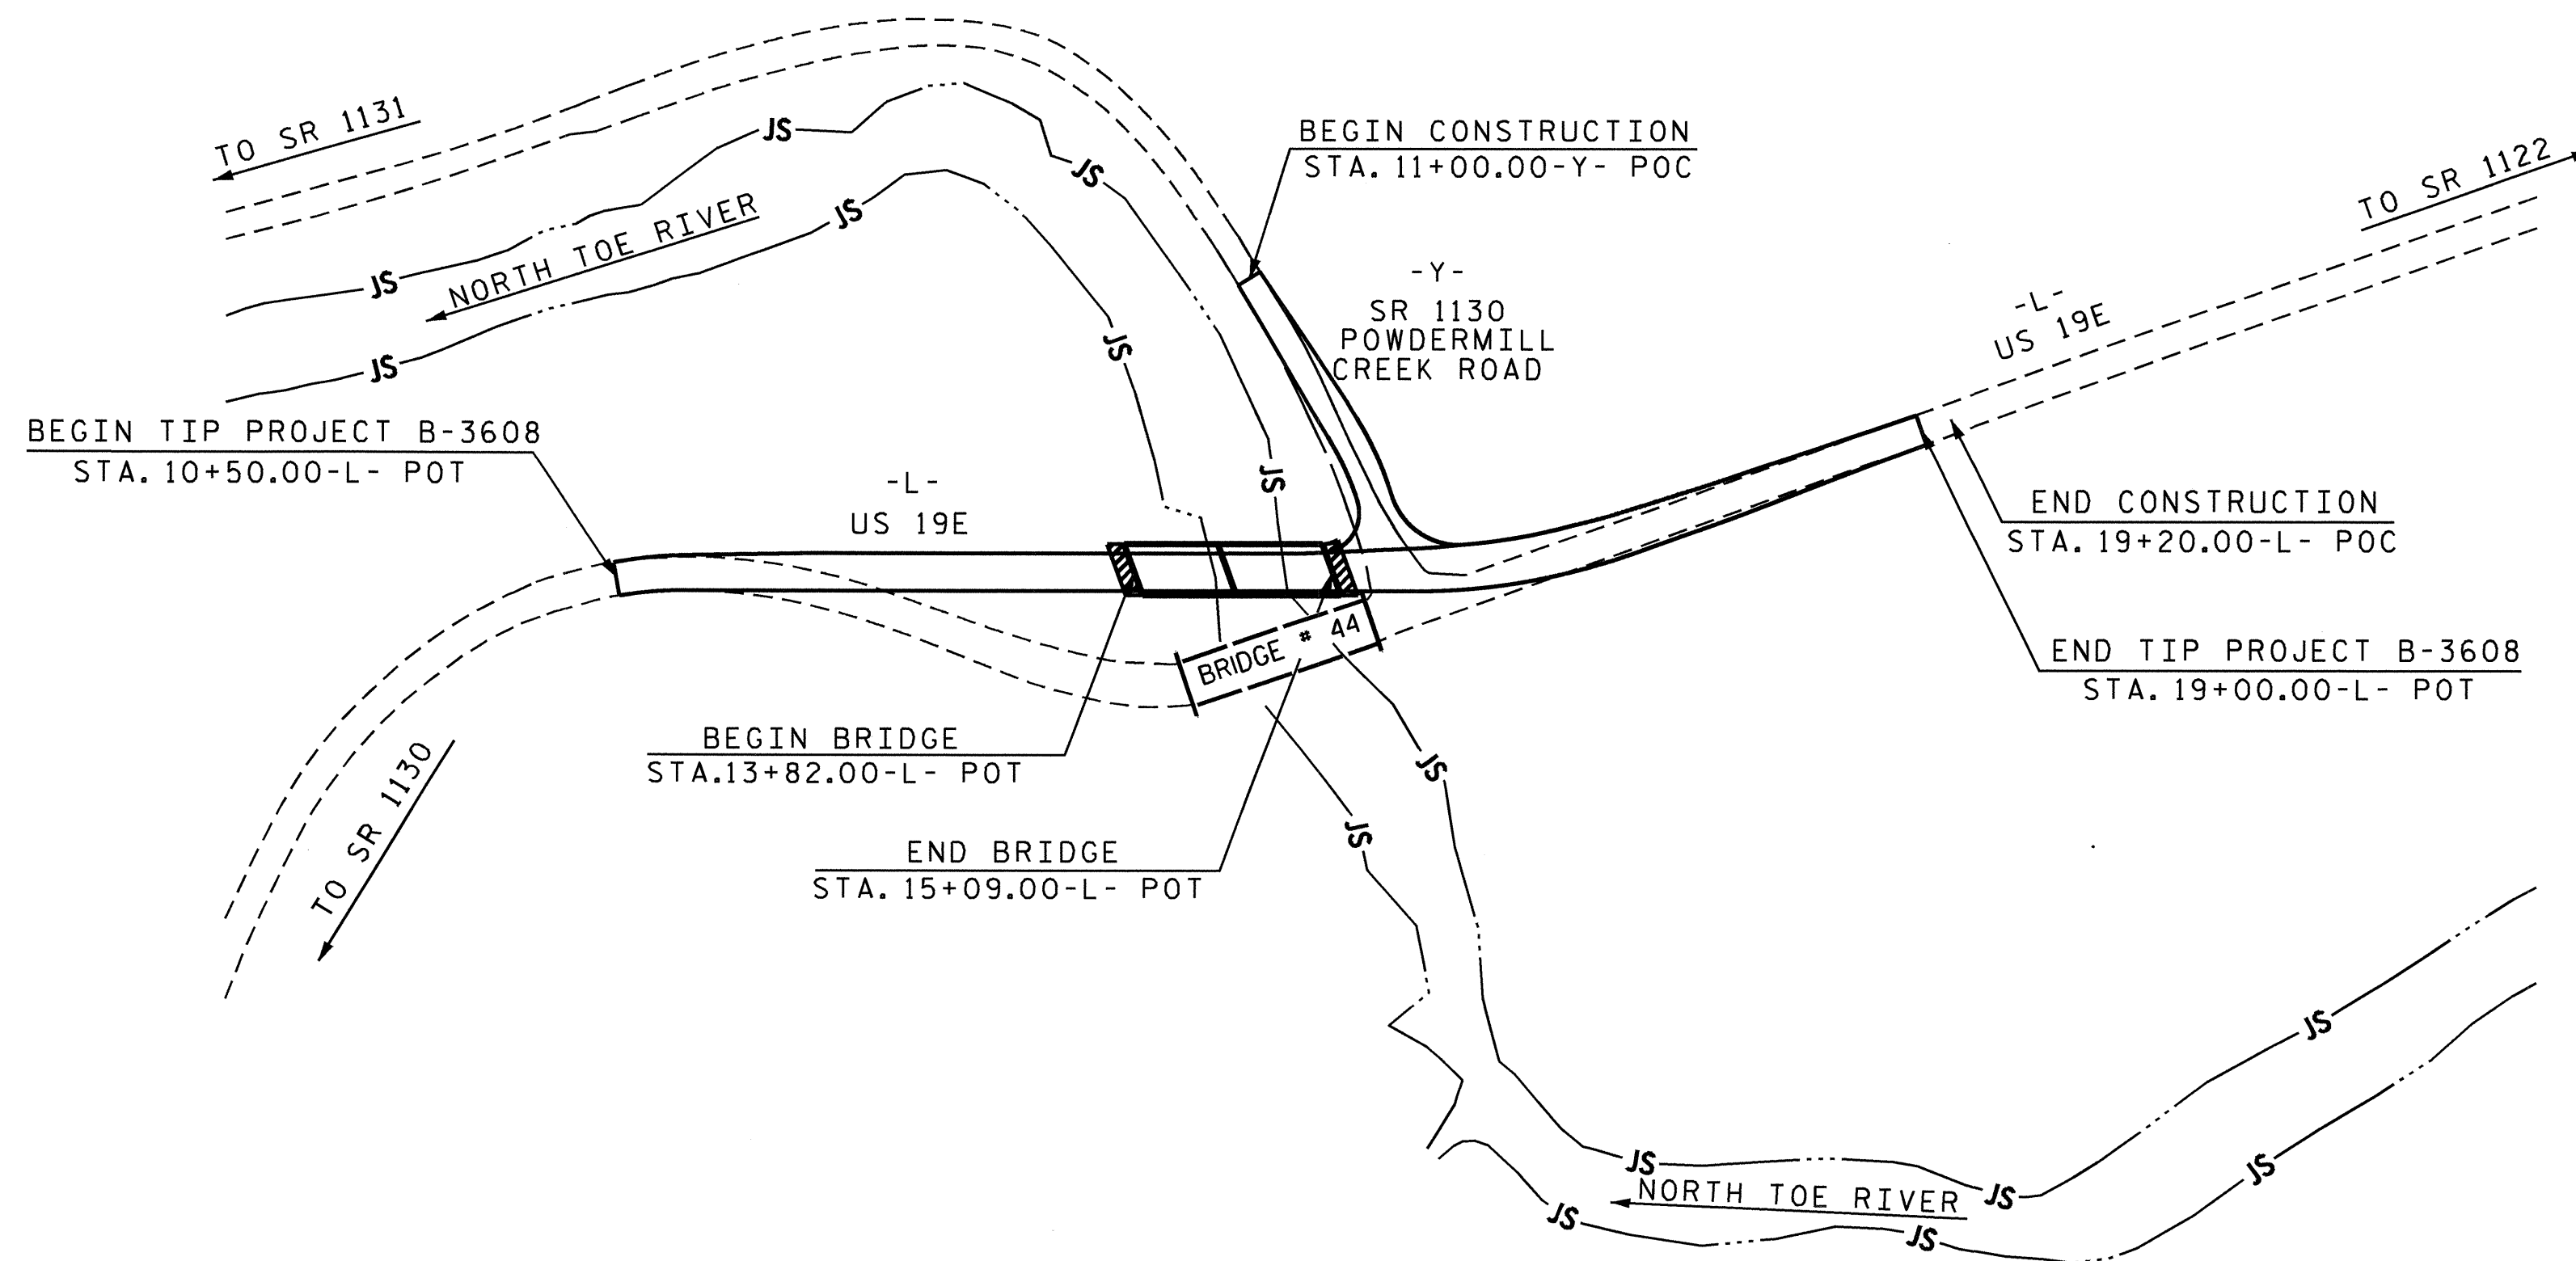 TO SR 1131
JS
JS
NORTH TOE RIVER
JS
JS
JS
JS
JS
JS
BEGIN CONSTRUCTION
STA. 11+00.00-Y- POC
-Y-
SR 1130
POWDERMILL
CREEK ROAD
TO SR 1122
-L-
US 19E
BEGIN TIP PROJECT B-3608
STA. 10+50.00-L- POT
-L-
US 19E
END CONSTRUCTION
STA. 19+20.00-L- POC
END TIP PROJECT B-3608
STA. 19+00.00-L- POT
BRIDGE # 44
BEGIN BRIDGE
STA.13+82.00-L- POT
END BRIDGE
STA. 15+09.00-L- POT
TO SR 1130
JS
JS
JS
JS
JS
JS
NORTH TOE RIVER
JS
JS